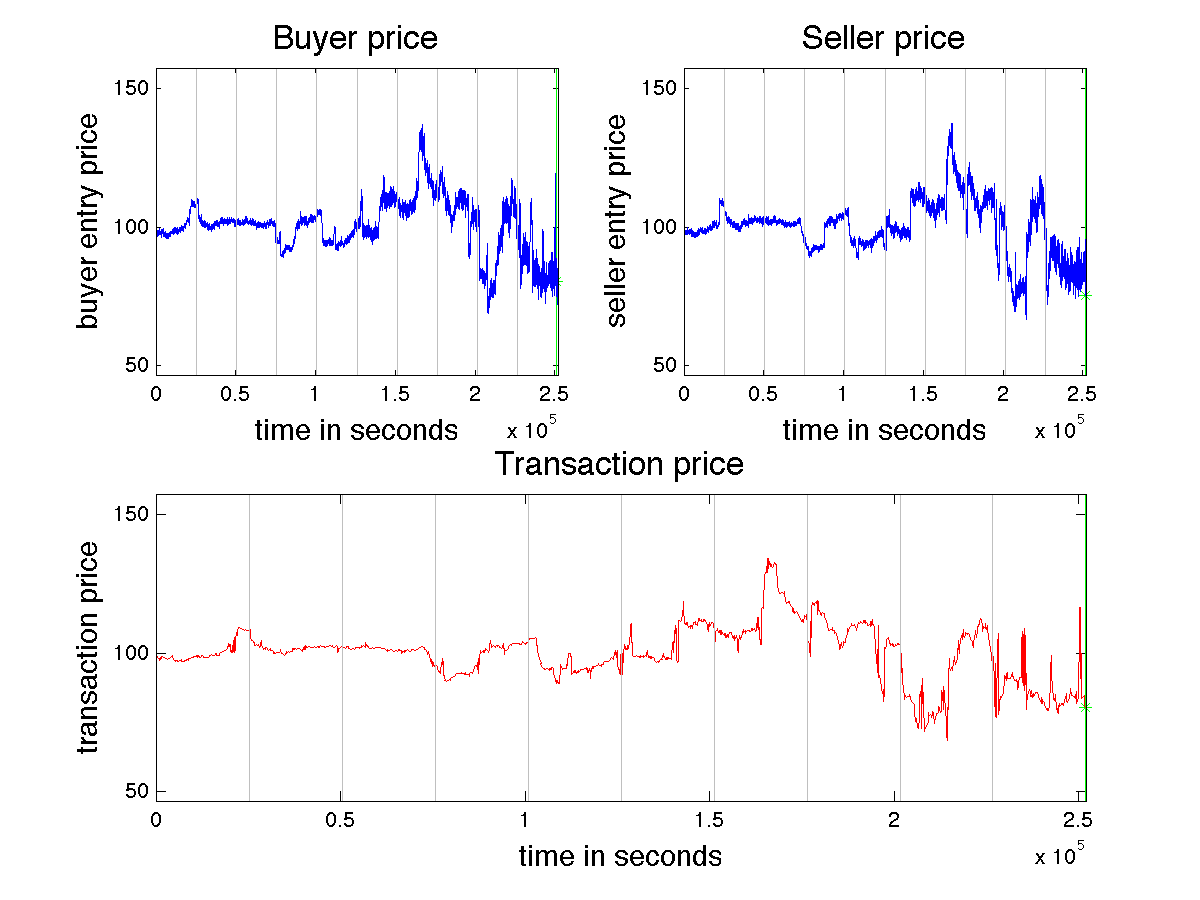 Buyer price
150
100
50
buyer entry price
0 0.5 1 1.5 2 2.5
time in seconds
x 10^5
Seller price
150
100
50
seller entry price
0 0.5 1 1.5 2 2.5
time in seconds
x 10^5
Transaction price
150
100
50
transaction price
0 0.5 1 1.5 2 2.5
time in seconds
x 10^5